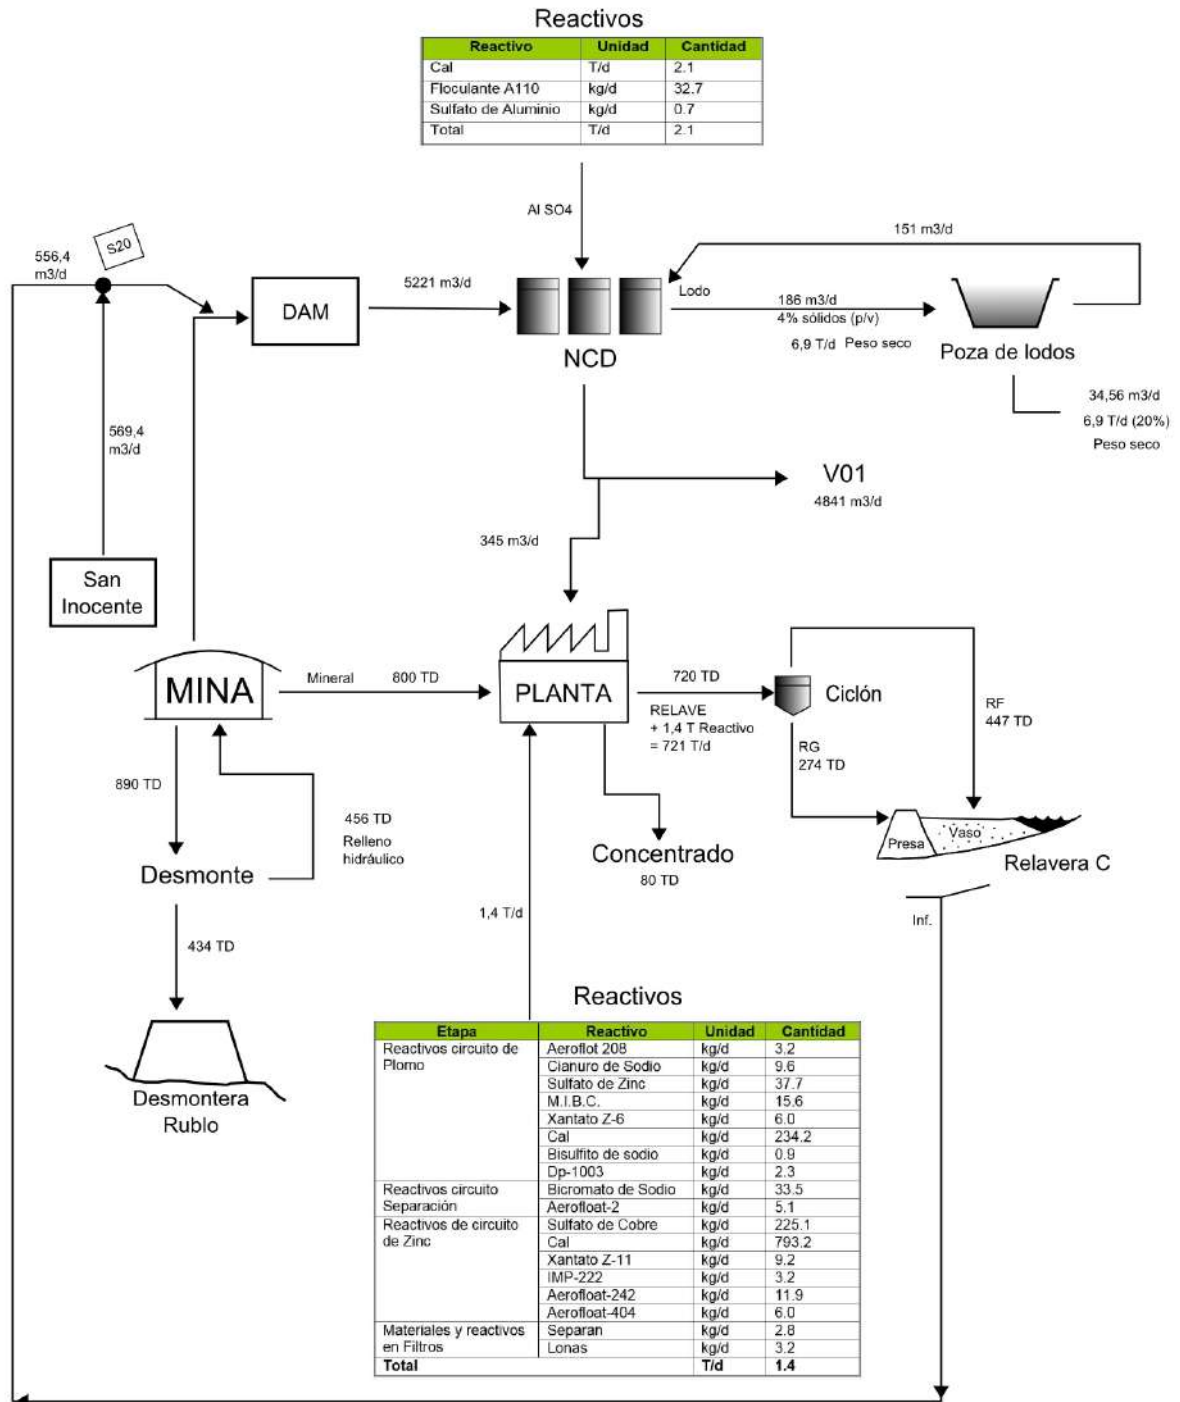 Reactivos
Reactivo Unidad Cantidad
Cal T/d 2.1
Floculante A110 kg/d 32.7
Sulfato de Aluminio kg/d 0.7
Total T/d 2.1
Al SO4
151 m3/d
556,4
m3/d
S20
DAM
5221 m3/d
NCD
Lodo
186 m3/d
4% sólidos (p/v)
6,9 T/d Peso seco
Poza de lodos
34,56 m3/d
6,9 T/d (20%)
Peso seco
569,4
m3/d
V01
4841 m3/d
345 m3/d
San
Inocente
MINA
Mineral 800 TD
PLANTA
720 TD
RELAVE
+ 1,4 T Reactivo
= 721 T/d
Ciclón
RF
447 TD
RG
274 TD
890 TD
456 TD
Relleno
hidráulico
Desmonte
Concentrado
80 TD
Presa
Vaso
Relavera C
Inf.
1,4 T/d
434 TD
Desmontera
Rublo
Reactivos
Etapa Reactivo Unidad Cantidad
Reactivos circuito de Aeroflot 208 kg/d 3.2
Plomo Cianuro de Sodio kg/d 9.6
Sulfato de Zinc kg/d 37.7
M.I.B.C. kg/d 15.6
Xantato Z-6 kg/d 6.0
Cal kg/d 234.2
Bisulfito de sodio kg/d 0.9
Dp-1003 kg/d 2.3
Reactivos circuito Bicromato de Sodio kg/d 33.5
Separación Aerofloat-2 kg/d 5.1
Reactivos de circuito Sulfato de Cobre kg/d 225.1
de Zinc Cal kg/d 793.2
Xantato Z-11 kg/d 9.2
IMP-222 kg/d 3.2
Aerofloat-242 kg/d 11.9
Aerofloat-404 kg/d 6.0
Materiales y reactivos Separan kg/d 2.8
en Filtros Lonas kg/d 3.2
Total T/d 1.4